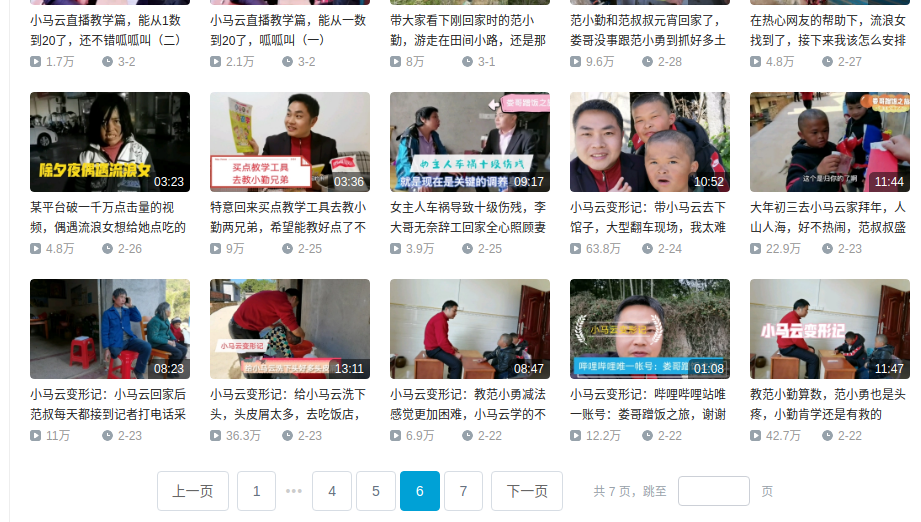 小马云直播教学篇，能从1数
到20了，还不错呱呱叫（二）
1.7万 3-2
小马云直播教学篇，能从一数
到20了，呱呱叫（一）
2.1万 3-2
带大家看下刚回家时的范小
勤，游走在田间小路，还是那
8万 3-1
范小勤和范叔叔元宵回家了，
娄哥没事跟范小勇到抓好多土
9.6万 2-28
在热心网友的帮助下，流浪女
找到了，接下来我该怎么安排
4.8万 2-27
除夕夜偶遇流浪女
03:23
某平台破一千万点击量的视
频，偶遇流浪女想给她点吃的
4.8万 2-26
买点教学工具
去教小勤兄弟
03:36
特意回来买点教学工具去教小
勤两兄弟，希望能教好点了不
9万 2-25
娄哥蹭饭之旅
女主人车祸十级伤残
就是现在是关键的调养
09:17
女主人车祸导致十级伤残，李
大哥无奈辞工回家全心照顾妻
3.9万 2-25
10:52
小马云变形记：带小马云去下
馆子，大型翻车现场，我太难
63.8万 2-24
这个是归你的了啊
11:44
大年初三去小马云家拜年，人
山人海，好不热闹，范叔叔盛
22.9万 2-23
08:23
小马云变形记：小马云回家后
范叔每天都接到记者打电话采
11万 2-23
小马云变形记
13:11
小马云变形记：给小马云洗下
头，头皮屑太多，去吃饭店，
36.3万 2-23
08:47
小马云变形记：教范小勇减法
感觉更加困难，小马云学的不
6.9万 2-22
小马云变形记
哔哩哔哩唯一帐号：娄哥蹭
01:08
小马云变形记：哔哩哔哩站唯
一账号：娄哥蹭饭之旅，谢谢
12.2万 2-22
小马云变形记
11:47
教范小勤算数，范小勇也是头
疼，小勤肯学还是有救的
42.7万 2-22
上一页 1 ••• 4 5 6 7 下一页 共 7 页，跳至 页